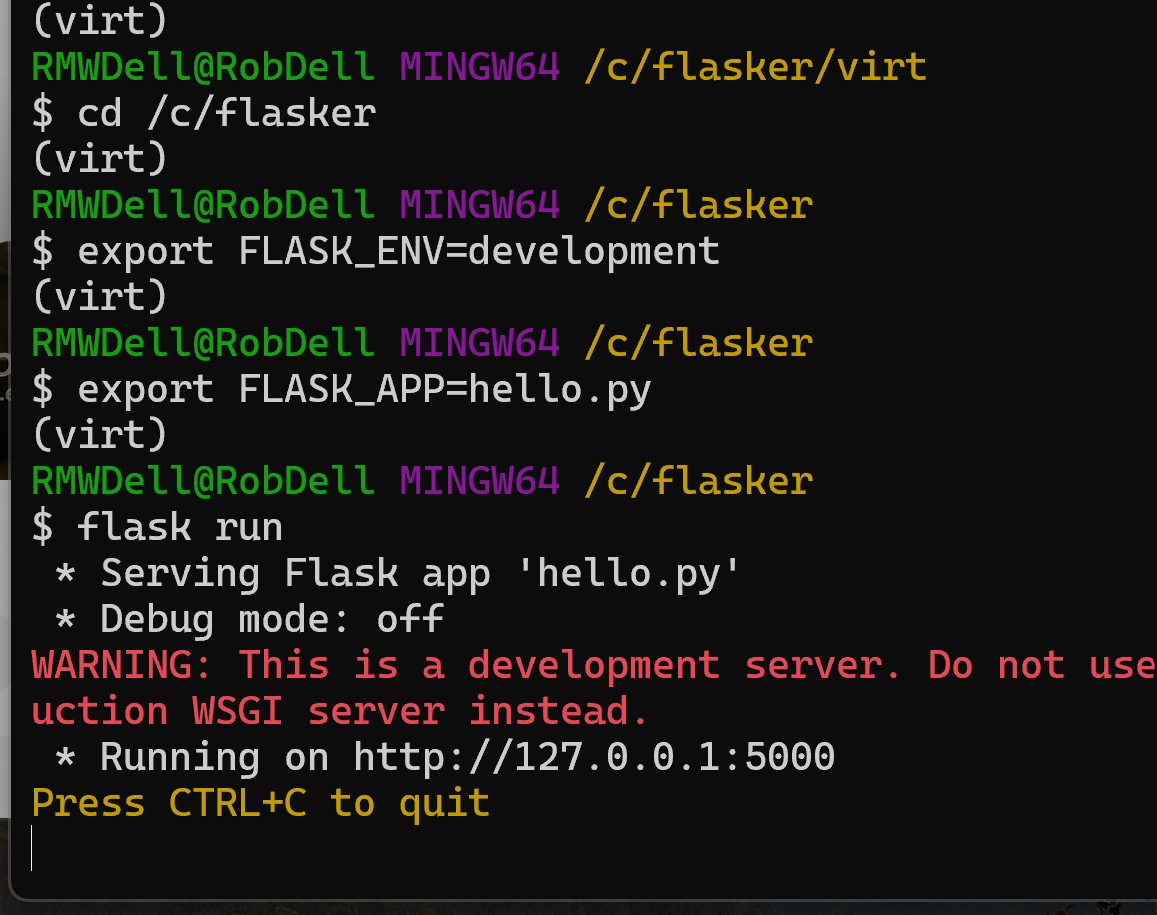 (virt)
RMWDell@RobDell MINGW64 /c/flasker/virt
$ cd /c/flasker
(virt)
RMWDell@RobDell MINGW64 /c/flasker
$ export FLASK_ENV=development
(virt)
RMWDell@RobDell MINGW64 /c/flasker
$ export FLASK_APP=hello.py
(virt)
RMWDell@RobDell MINGW64 /c/flasker
$ flask run
 * Serving Flask app 'hello.py'
 * Debug mode: off
WARNING: This is a development server. Do not use
uction WSGI server instead.
 * Running on http://127.0.0.1:5000
Press CTRL+C to quit